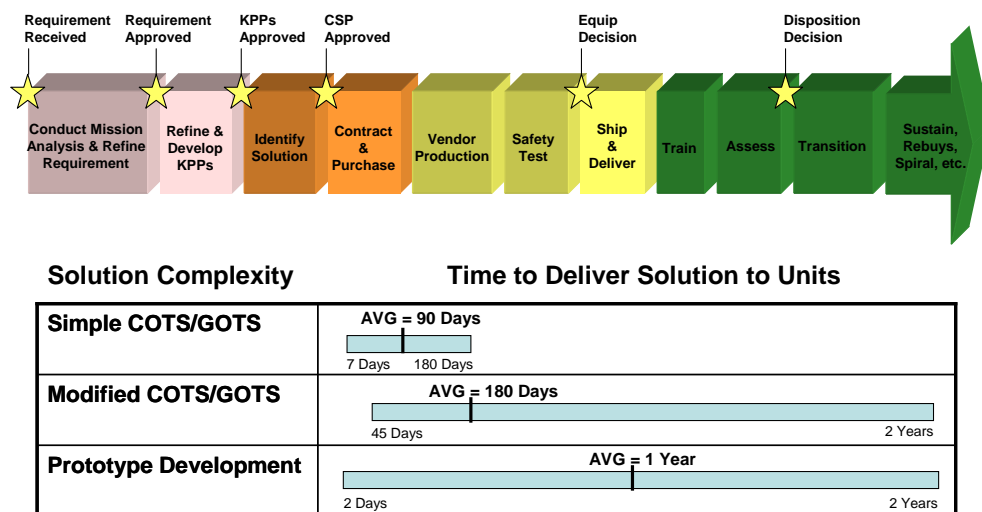 Requirement
Received
Requirement
Approved
KPPs
Approved
CSP
Approved
Equip
Decision
Disposition
Decision
Conduct Mission
Analysis & Refine
Requirement
Refine &
Develop
KPPs
Identify
Solution
Contract
&
Purchase
Vendor
Production
Safety
Test
Ship
&
Deliver
Train
Assess
Transition
Sustain,
Rebuys,
Spiral, etc.
Solution Complexity
Time to Deliver Solution to Units
Simple COTS/GOTS
AVG = 90 Days
7 Days
180 Days
Modified COTS/GOTS
AVG = 180 Days
45 Days
2 Years
Prototype Development
AVG = 1 Year
2 Days
2 Years